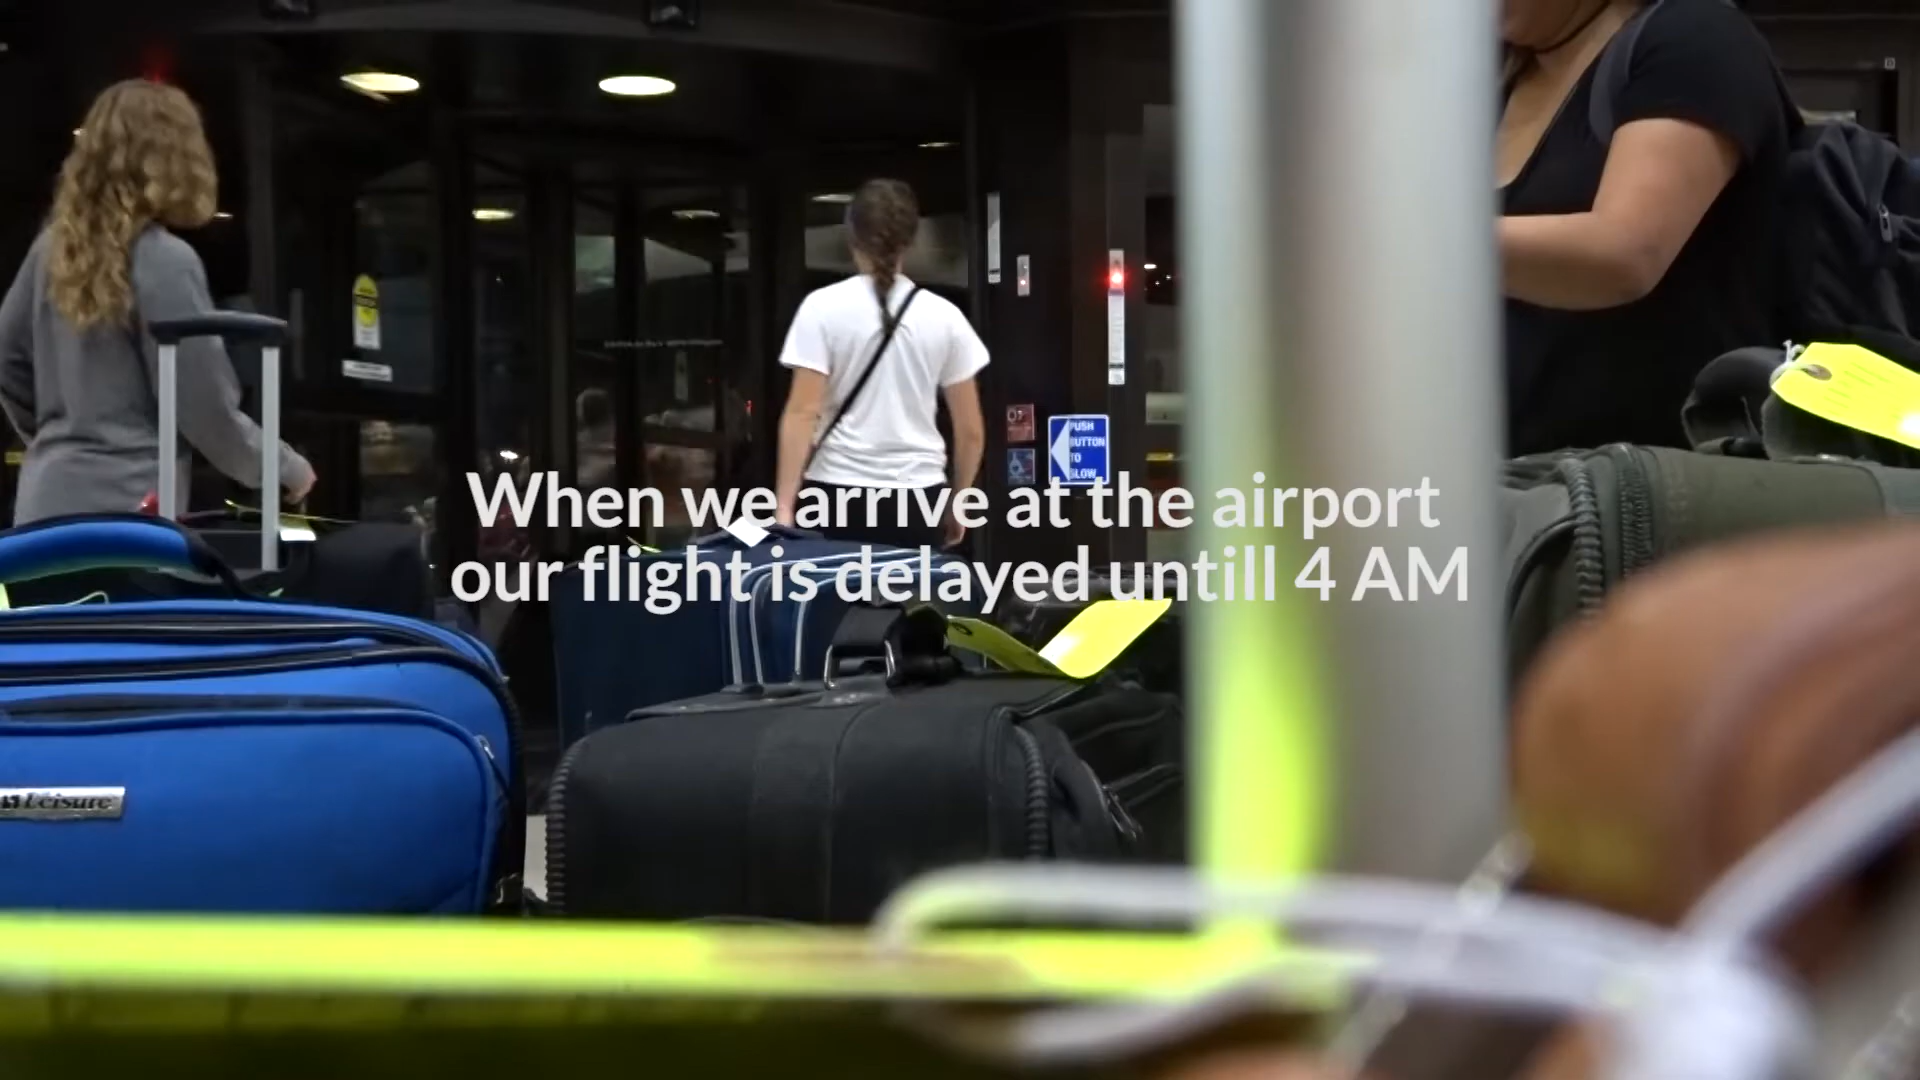 PUSH
BUTTON
TO
SLOW
When we arrive at the airport
our flight is delayed untill 4 AM
Leisure